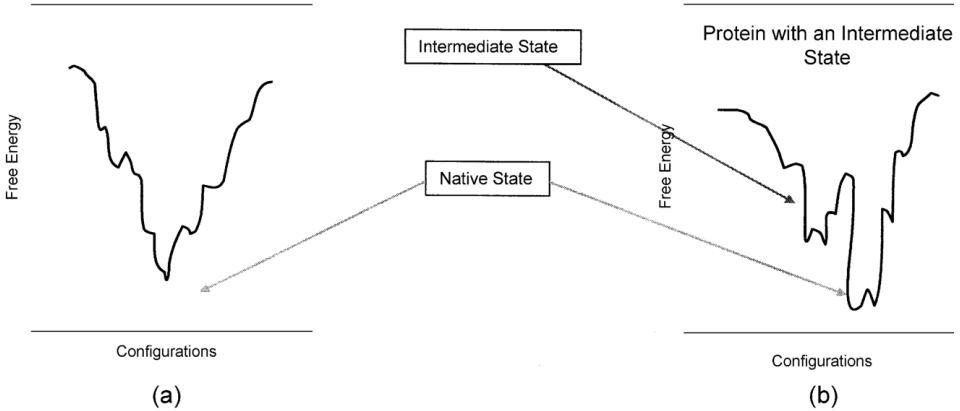 Free Energy
Configurations
(a)
Intermediate State
Native State
Protein with an Intermediate
State
Free Energy
Configurations
(b)